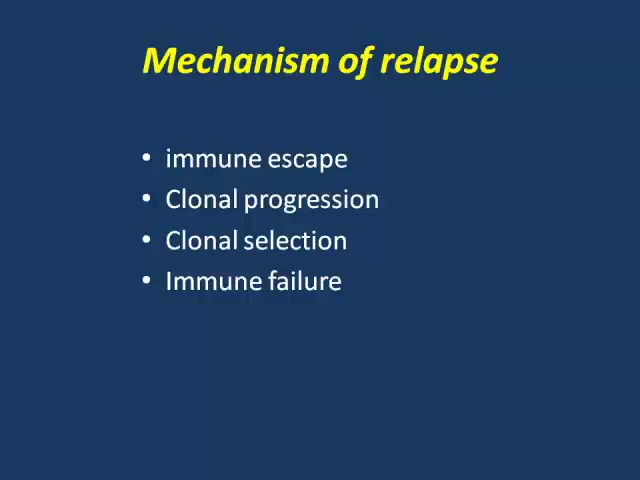 Mechanism of relapse
• immune escape
• Clonal progression
• Clonal selection
• Immune failure